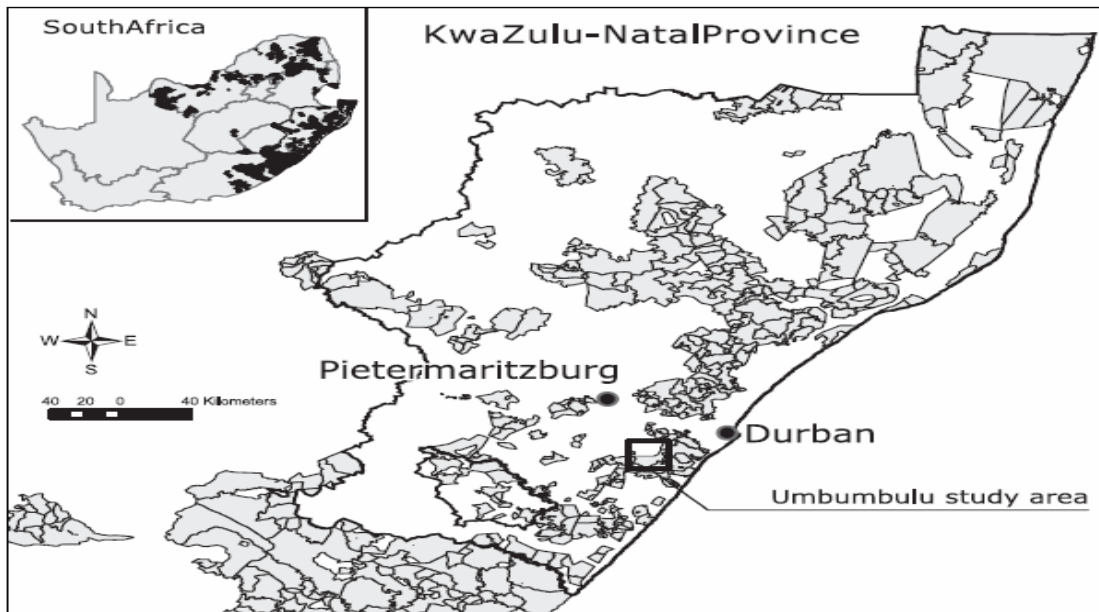 SouthAfrica
KwaZulu-NatalProvince
N
W E
S
Pietermaritzburg
40 20 0 40 Kilometers
Durban
Umbumbulu study area